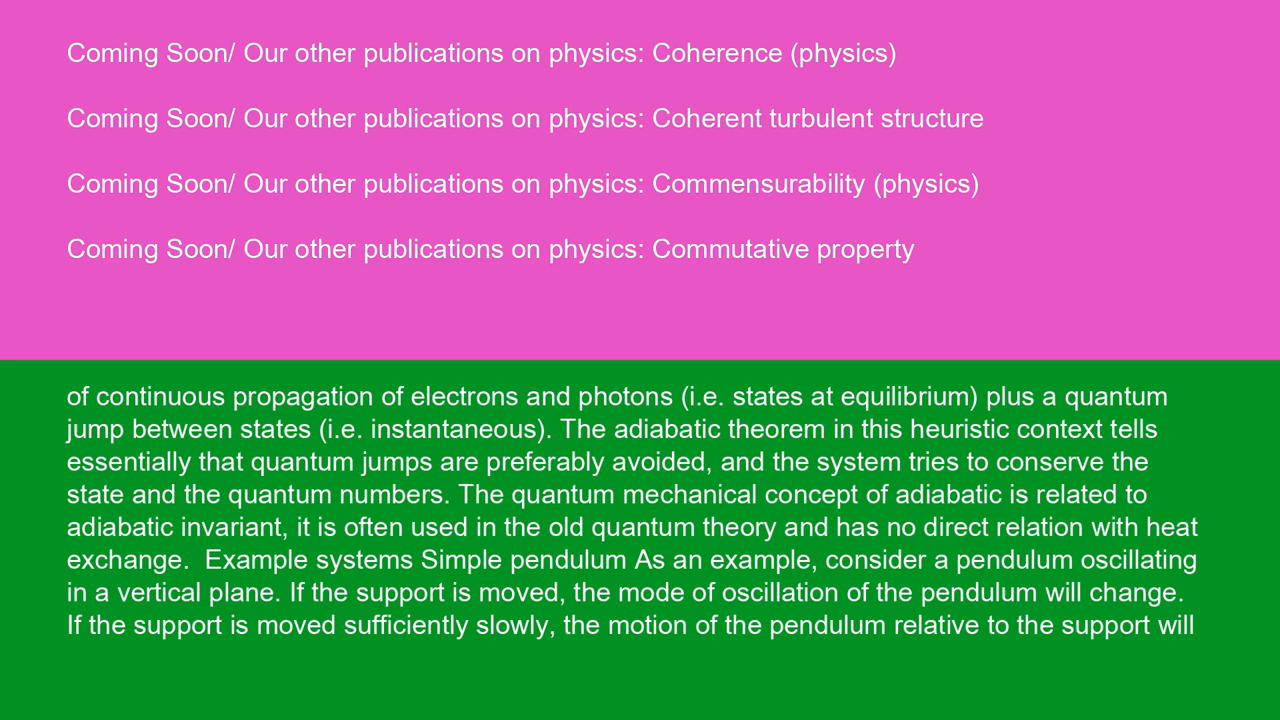 Coming Soon/ Our other publications on physics: Coherence (physics)
Coming Soon/ Our other publications on physics: Coherent turbulent structure
Coming Soon/ Our other publications on physics: Commensurability (physics)
Coming Soon/ Our other publications on physics: Commutative property
of continuous propagation of electrons and photons (i.e. states at equilibrium) plus a quantum
jump between states (i.e. instantaneous). The adiabatic theorem in this heuristic context tells
essentially that quantum jumps are preferably avoided, and the system tries to conserve the
state and the quantum numbers. The quantum mechanical concept of adiabatic is related to
adiabatic invariant, it is often used in the old quantum theory and has no direct relation with heat
exchange.  Example systems Simple pendulum As an example, consider a pendulum oscillating
in a vertical plane. If the support is moved, the mode of oscillation of the pendulum will change.
If the support is moved sufficiently slowly, the motion of the pendulum relative to the support will